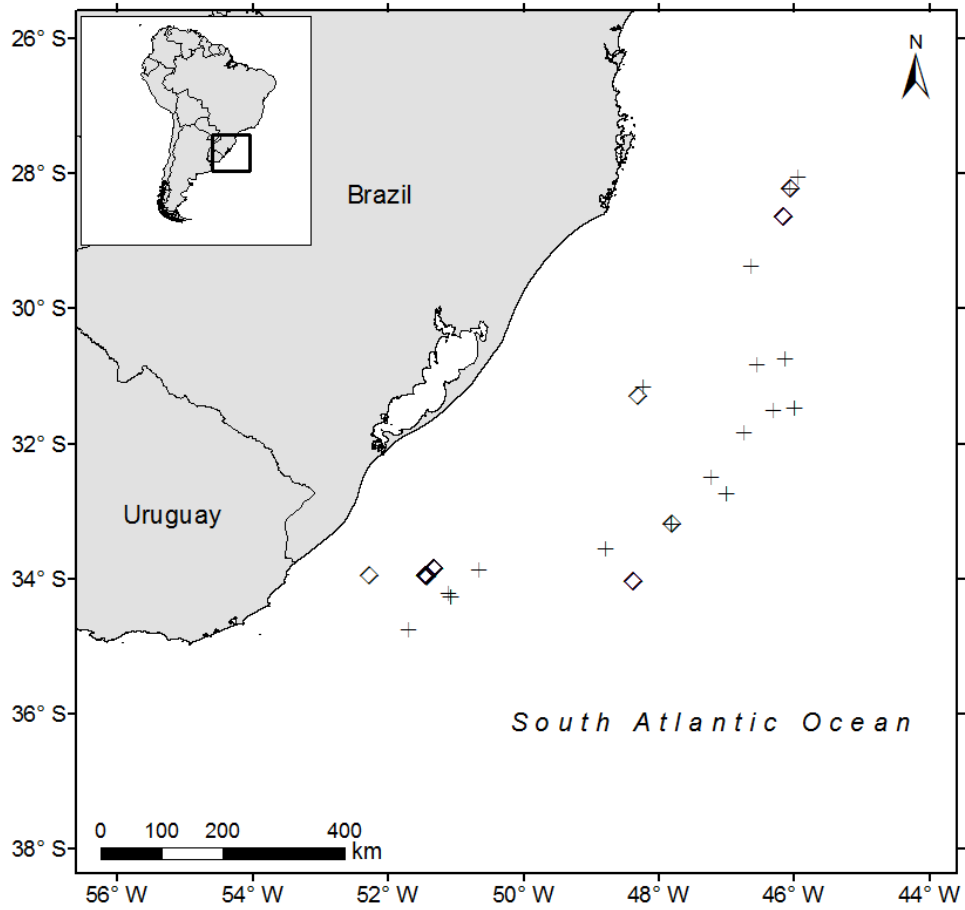 26° S
N
28° S
Brazil
30° S
32° S
Uruguay
34° S
36° S
South Atlantic Ocean
0 100 200 400
km
38° S
56° W 54° W 52° W 50° W 48° W 46° W 44° W